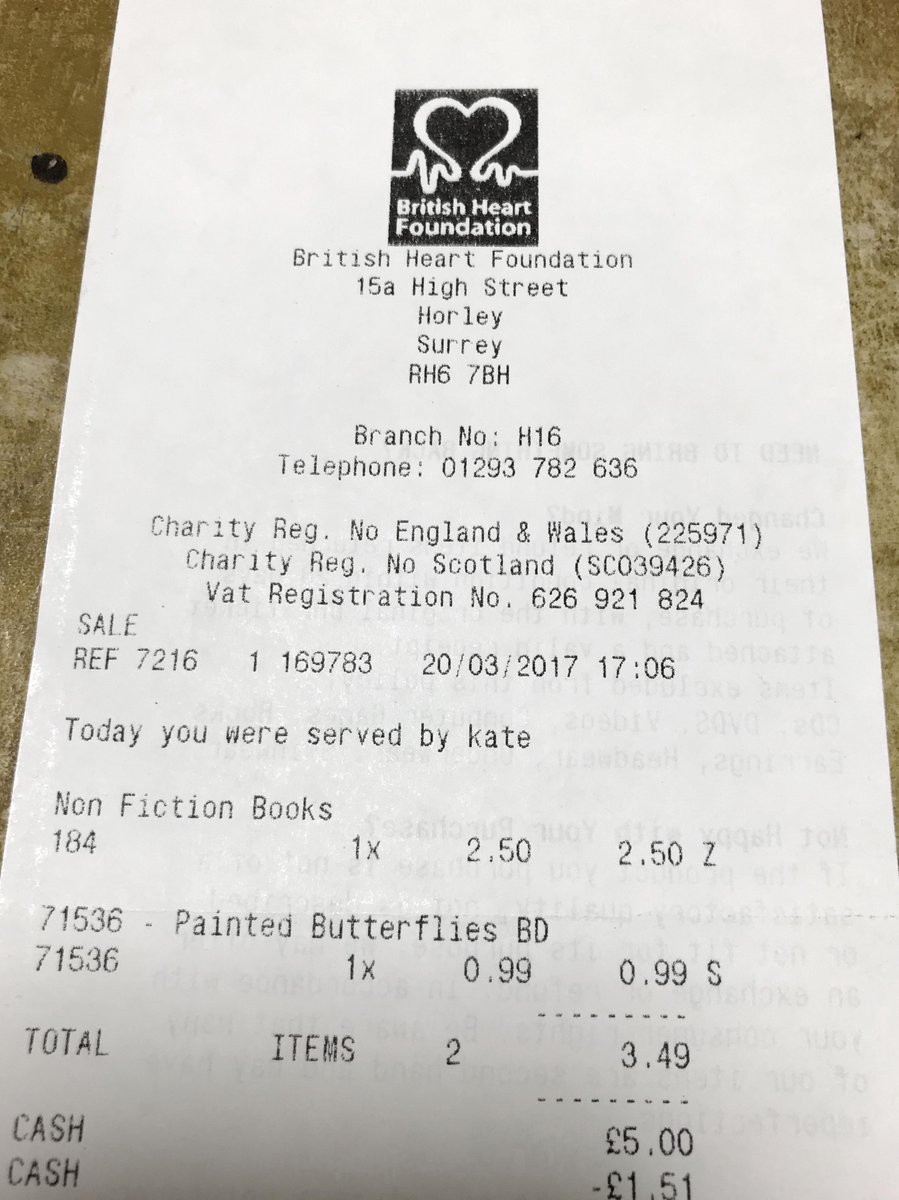 British Heart
Foundation
British Heart Foundation
15a High Street
Horley
Surrey
RH6 7BH
Branch No: H16
Telephone: 01293 782 636
Charity Reg. No England & Wales (225971)
Charity Reg. No Scotland (SC039426)
Vat Registration No. 626 921 824
SALE
REF 7216 1 169783 20/03/2017 17:06
Today you were served by kate
Non Fiction Books
184 1x 2.50 2.50 Z
71536 - Painted Butterflies BD
71536 1x 0.99 0.99 S
---------
TOTAL ITEMS 2 3.49
---------
CASH £5.00
CASH -£1.51